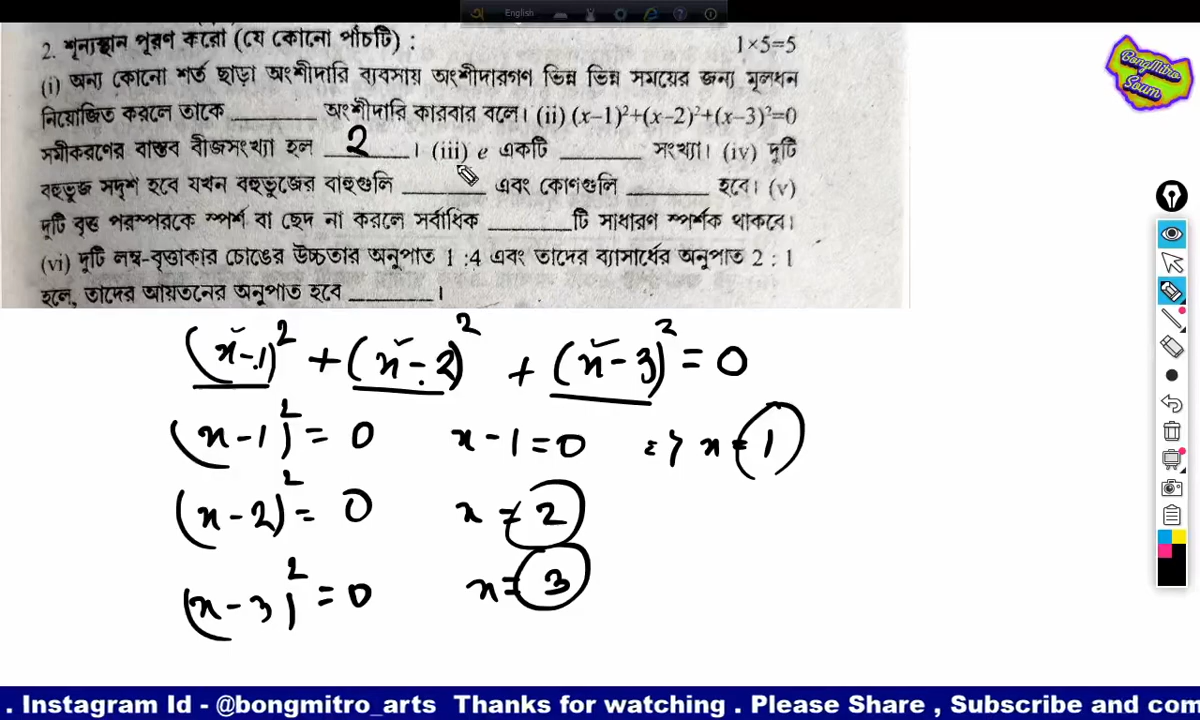 English
2. শূন্যস্থান পূরণ করো (যে কোনো পাঁচটি) : 1×5=5
(i) অন্য কোনো শর্ত ছাড়া অংশীদারি ব্যবসায় অংশীদারগণ ভিন্ন ভিন্ন সময়ের জন্য মূলধন
নিয়োজিত করলে তাকে ________ অংশীদারি কারবার বলে। (ii) (x−1)²+(x−2)²+(x−3)²=0
সমীকরণের বাস্তব বীজসংখ্যা হল 2 । (iii) e একটি ________ সংখ্যা। (iv) দুটি
বহুভুজ সদৃশ হবে যখন বহুভুজের বাহুগুলি ________ এবং কোণগুলি ________ হবে। (v)
দুটি বৃত্ত পরস্পরকে স্পর্শ বা ছেদ না করলে সর্বাধিক ________টি সাধারণ স্পর্শক থাকবে।
(vi) দুটি লম্ব-বৃত্তাকার চোঙের উচ্চতার অনুপাত 1 :4 এবং তাদের ব্যাসার্ধের অনুপাত 2 : 1
হলে, তাদের আয়তনের অনুপাত হবে ________ ।
BongMitro
Soum
(x-1)² + (x-2)² + (x-3)² = 0
(x-1)² = 0 x-1=0 => x=1
(x-2)² = 0 x=2
(x-3)² = 0 x=3
. Instagram Id - @bongmitro_arts Thanks for watching . Please Share , Subscribe and com